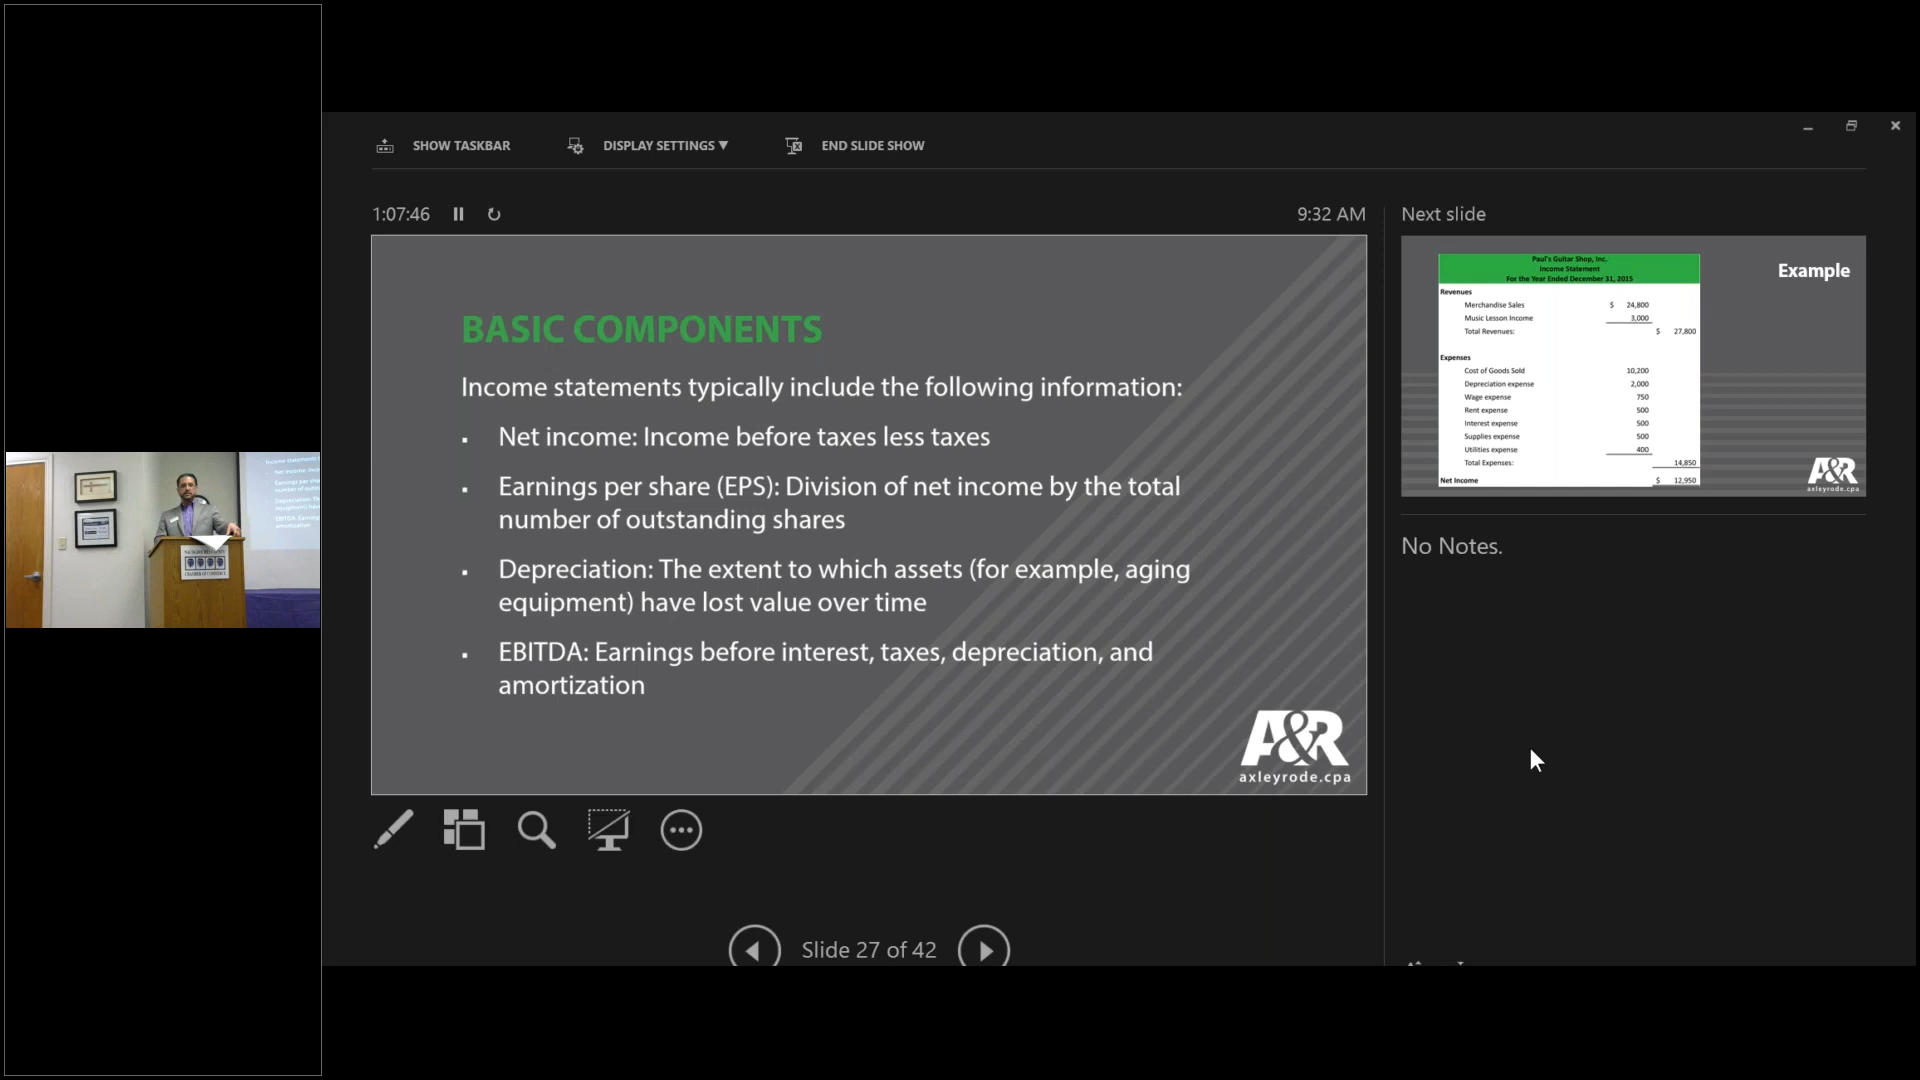 SHOW TASKBAR
DISPLAY SETTINGS ▼
END SLIDE SHOW
1:07:46
9:32 AM
BASIC COMPONENTS
Income statements typically include the following information:
▪ Net income: Income before taxes less taxes
▪ Earnings per share (EPS): Division of net income by the total
number of outstanding shares
▪ Depreciation: The extent to which assets (for example, aging
equipment) have lost value over time
▪ EBITDA: Earnings before interest, taxes, depreciation, and
amortization
A&R
axleyrode.cpa
Slide 27 of 42
Next slide
Example
Paul's Guitar Shop, Inc.
Income Statement
For the Year Ended December 31, 2015
Revenues
Merchandise Sales $ 24,800
Music Lesson Income 3,000
Total Revenues: $ 27,800
Expenses
Cost of Goods Sold 10,200
Depreciation expense 2,000
Wage expense 750
Rent expense 500
Interest expense 500
Supplies expense 500
Utilities expense 400
Total Expenses: 14,850
Net Income $ 12,950
A&R
axleyrode.cpa
No Notes.
CHAMBER OF COMMERCE